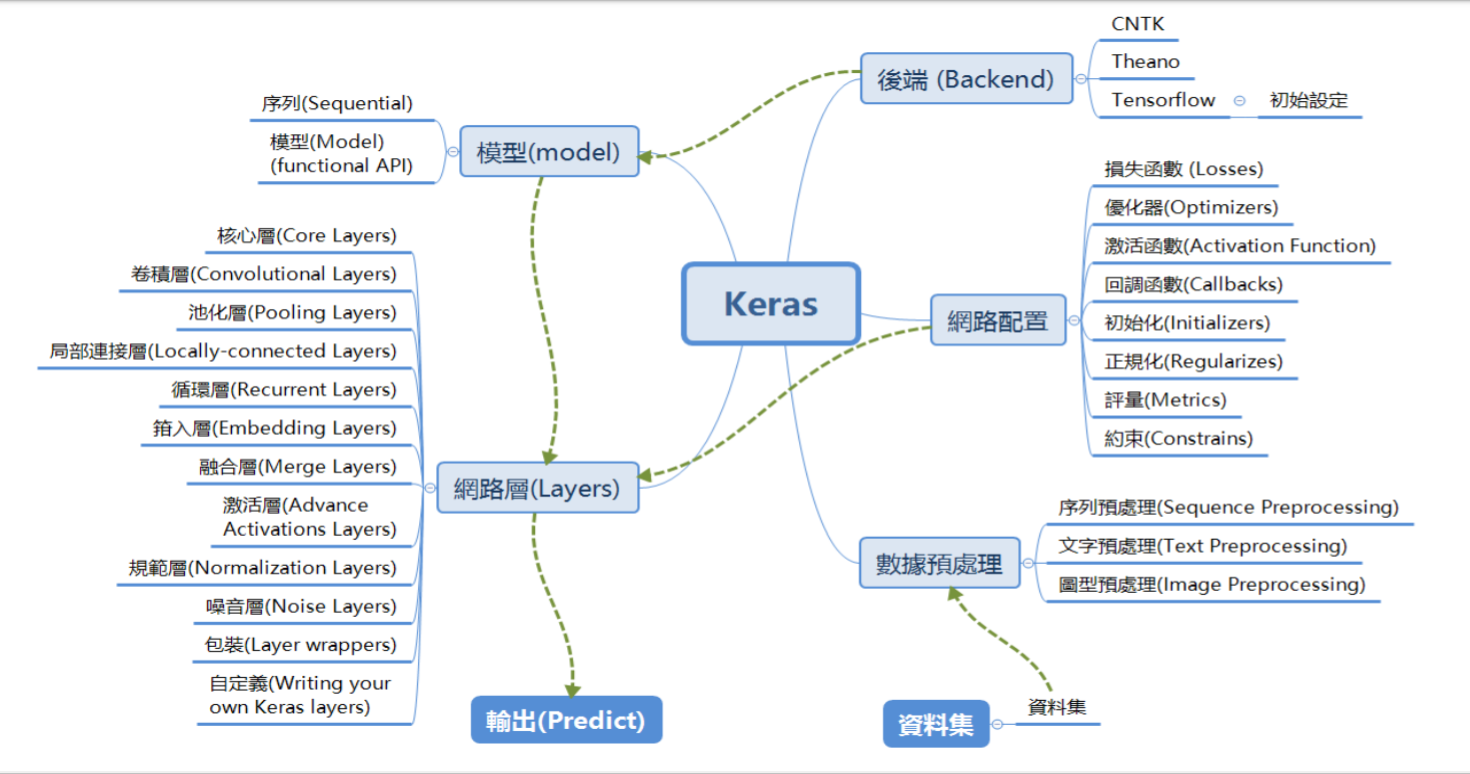 Keras
後端 (Backend)
CNTK
Theano
Tensorflow
初始設定
模型(model)
序列(Sequential)
模型(Model)
(functional API)
網路配置
損失函數 (Losses)
優化器(Optimizers)
激活函數(Activation Function)
回調函數(Callbacks)
初始化(Initializers)
正規化(Regularizes)
評量(Metrics)
約束(Constrains)
網路層(Layers)
核心層(Core Layers)
卷積層(Convolutional Layers)
池化層(Pooling Layers)
局部連接層(Locally-connected Layers)
循環層(Recurrent Layers)
箝入層(Embedding Layers)
融合層(Merge Layers)
激活層(Advance
Activations Layers)
規範層(Normalization Layers)
噪音層(Noise Layers)
包裝(Layer wrappers)
自定義(Writing your
own Keras layers)
數據預處理
序列預處理(Sequence Preprocessing)
文字預處理(Text Preprocessing)
圖型預處理(Image Preprocessing)
輸出(Predict)
資料集
資料集